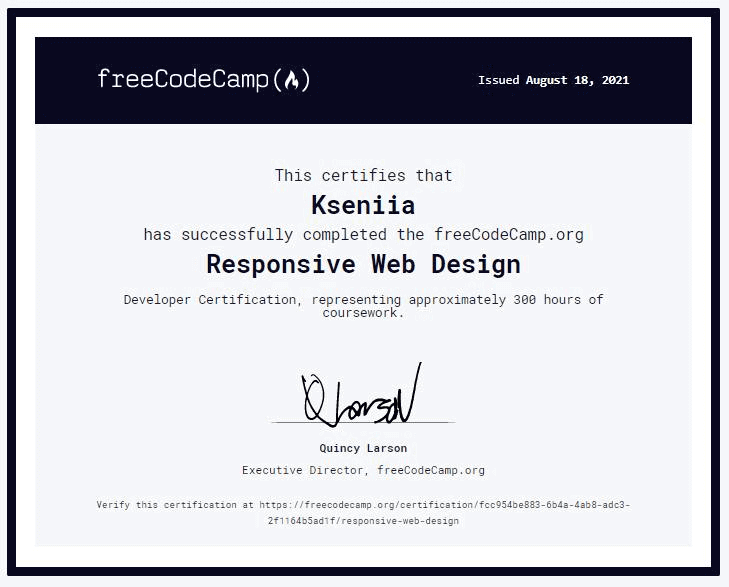 freeCodeCamp(🔥)
Issued August 18, 2021
This certifies that
Kseniia
has successfully completed the freeCodeCamp.org
Responsive Web Design
Developer Certification, representing approximately 300 hours of
coursework.
Q Larson
Quincy Larson
Executive Director, freeCodeCamp.org
Verify this certification at https://freecodecamp.org/certification/fcc954be883-6b4a-4ab8-adc3-
2f1164b5ad1f/responsive-web-design